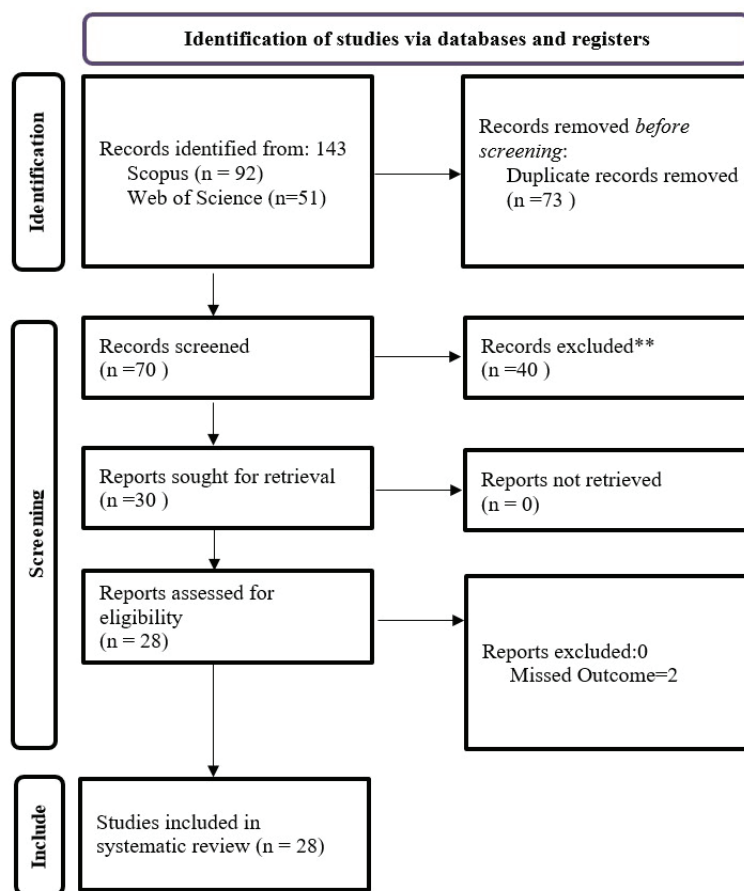 Identification of studies via databases and registers
Identification
Records identified from: 143
Scopus (n = 92)
Web of Science (n=51)
Records removed before
screening:
Duplicate records removed
(n =73 )
Screening
Records screened
(n =70 )
Records excluded**
(n =40 )
Reports sought for retrieval
(n =30 )
Reports not retrieved
(n = 0)
Reports assessed for
eligibility
(n = 28)
Reports excluded:0
Missed Outcome=2
Include
Studies included in
systematic review (n = 28)